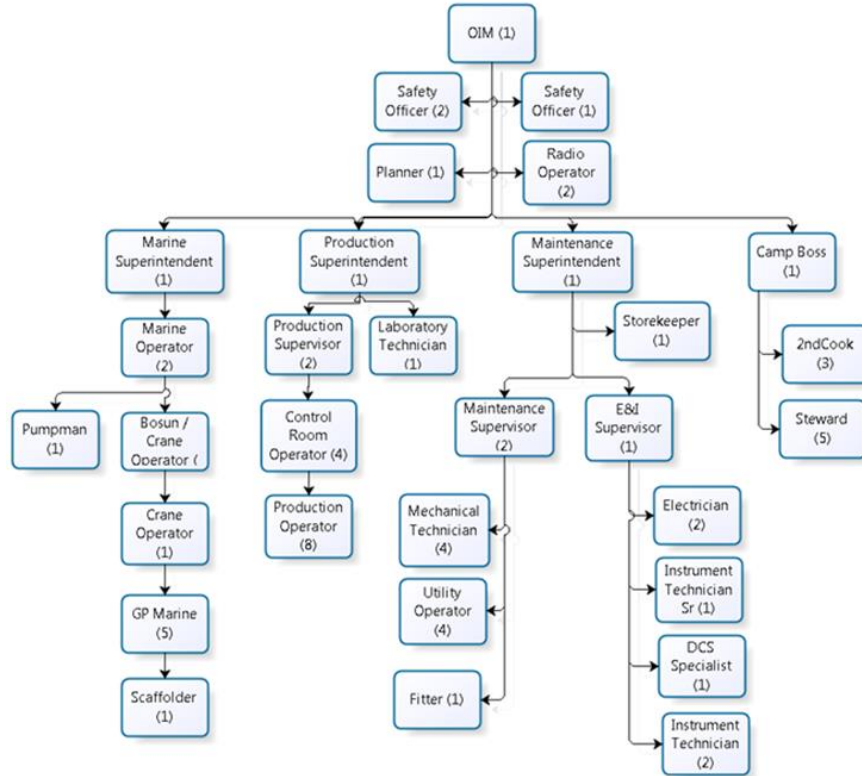 OIM (1)
Safety
Officer (2)
Safety
Officer (1)
Planner (1)
Radio
Operator
(2)
Marine
Superintendent
(1)
Production
Superintendent
(1)
Maintenance
Superintendent
(1)
Camp Boss
(1)
Marine
Operator
(2)
Production
Supervisor
(2)
Laboratory
Technician
(1)
Storekeeper
(1)
2ndCook
(3)
Pumpman
(1)
Bosun /
Crane
Operator (
Control
Room
Operator (4)
Maintenance
Supervisor
(2)
E&I
Supervisor
(1)
Steward
(5)
Crane
Operator
(1)
Production
Operator
(8)
Mechanical
Technician
(4)
Electrician
(2)
GP Marine
(5)
Utility
Operator
(4)
Instrument
Technician
Sr (1)
Scaffolder
(1)
Fitter (1)
DCS
Specialist
(1)
Instrument
Technician
(2)